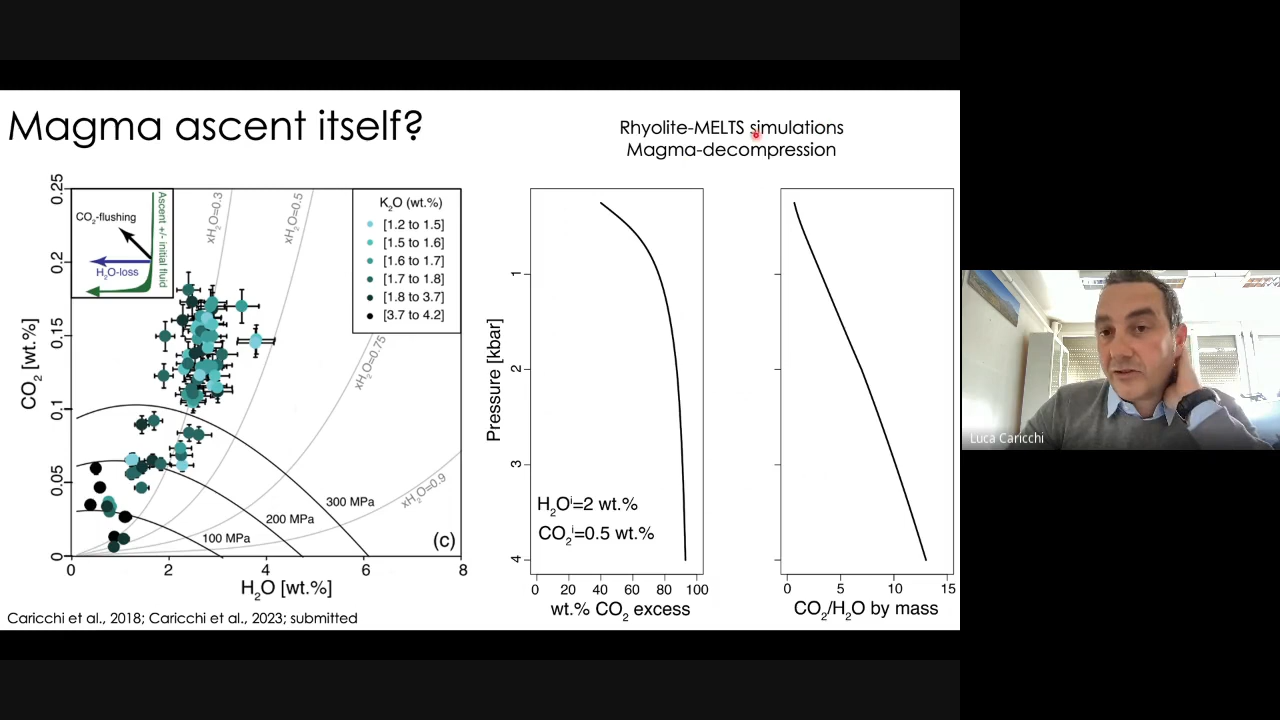 Magma ascent itself?
Rhyolite-MELTS simulations
Magma-decompression
0.25
0.2
0.15
0.1
0.05
0
CO2 [wt.%]
CO2-flushing
H2O-loss
Ascent +/- initial fluid
xH2O=0.3
xH2O=0.5
xH2O=0.75
xH2O=0.9
K2O (wt.%)
[1.2 to 1.5]
[1.5 to 1.6]
[1.6 to 1.7]
[1.7 to 1.8]
[1.8 to 3.7]
[3.7 to 4.2]
300 MPa
200 MPa
100 MPa
(c)
0 2 4 6 8
H2O [wt.%]
Pressure [kbar]
1
2
3
4
H2Oi=2 wt.%
CO2i=0.5 wt.%
0 20 40 60 80 100
wt.% CO2 excess
0 5 10 15
CO2/H2O by mass
Caricchi et al., 2018; Caricchi et al., 2023; submitted
Luca Caricchi